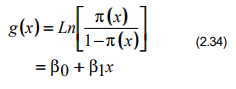 g(x) = Ln[π(x) / 1−π(x)] (2.34)
= β0 + β1x